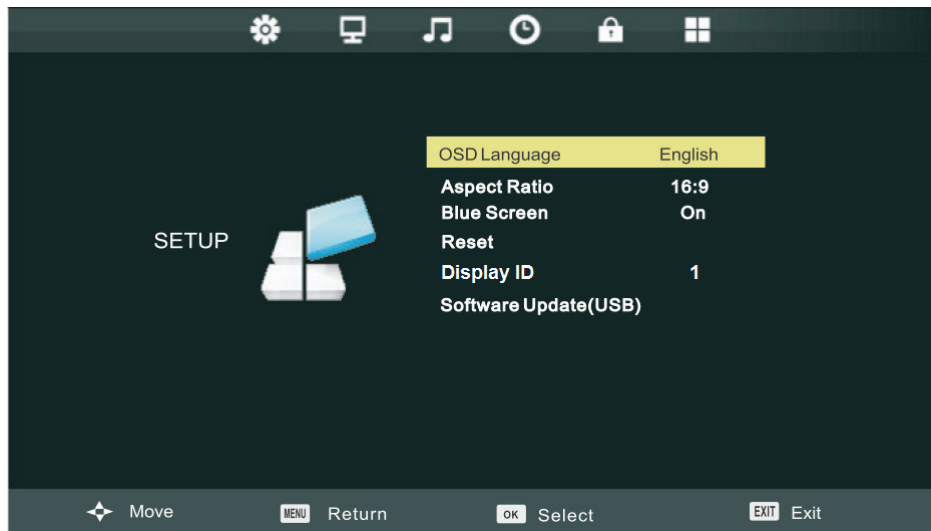 OSD Language English
Aspect Ratio 16:9
Blue Screen On
SETUP
Reset
Display ID 1
Software Update(USB)
Move MENU Return OK Select EXIT Exit